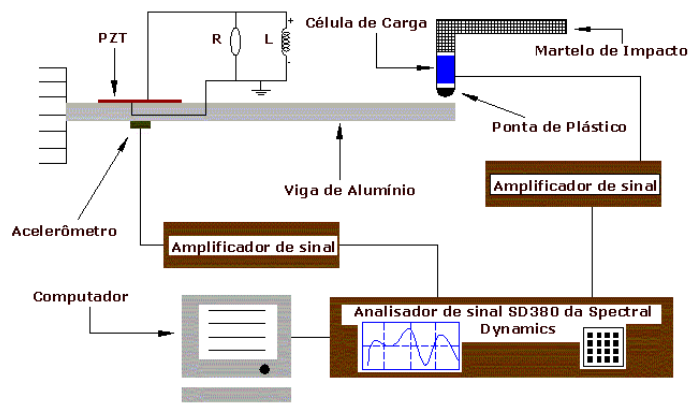 PZT
R
L
+
-
Célula de Carga
Martelo de Impacto
Ponta de Plástico
Viga de Alumínio
Amplificador de sinal
Acelerômetro
Amplificador de sinal
Computador
Analisador de sinal SD380 da Spectral
Dynamics